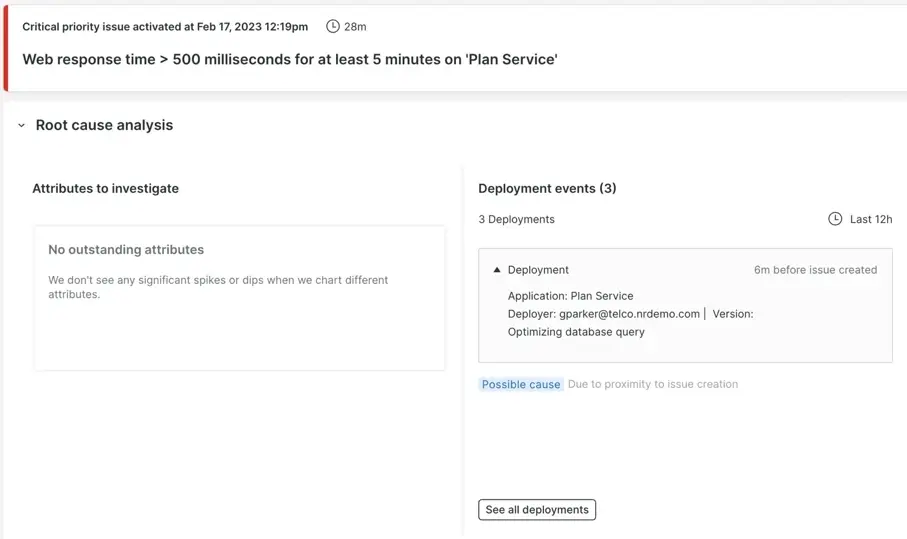 Critical priority issue activated at Feb 17, 2023 12:19pm 28m
Web response time > 500 milliseconds for at least 5 minutes on 'Plan Service'
Root cause analysis
Attributes to investigate
No outstanding attributes
We don't see any significant spikes or dips when we chart different
attributes.
Deployment events (3)
3 Deployments Last 12h
Deployment 6m before issue created
Application: Plan Service
Deployer: gparker@telco.nrdemo.com | Version:
Optimizing database query
Possible cause Due to proximity to issue creation
See all deployments